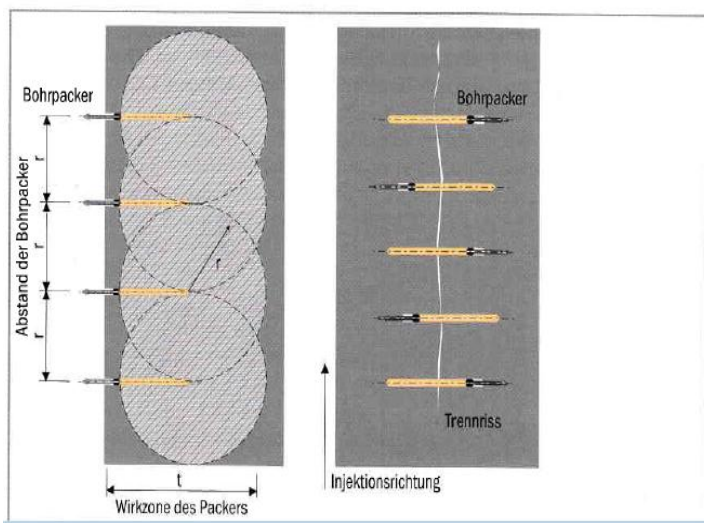 Bohrpacker
Abstand der Bohrpacker
r
r
r
r
t
Wirkzone des Packers
Bohrpacker
Trennriss
Injektionsrichtung